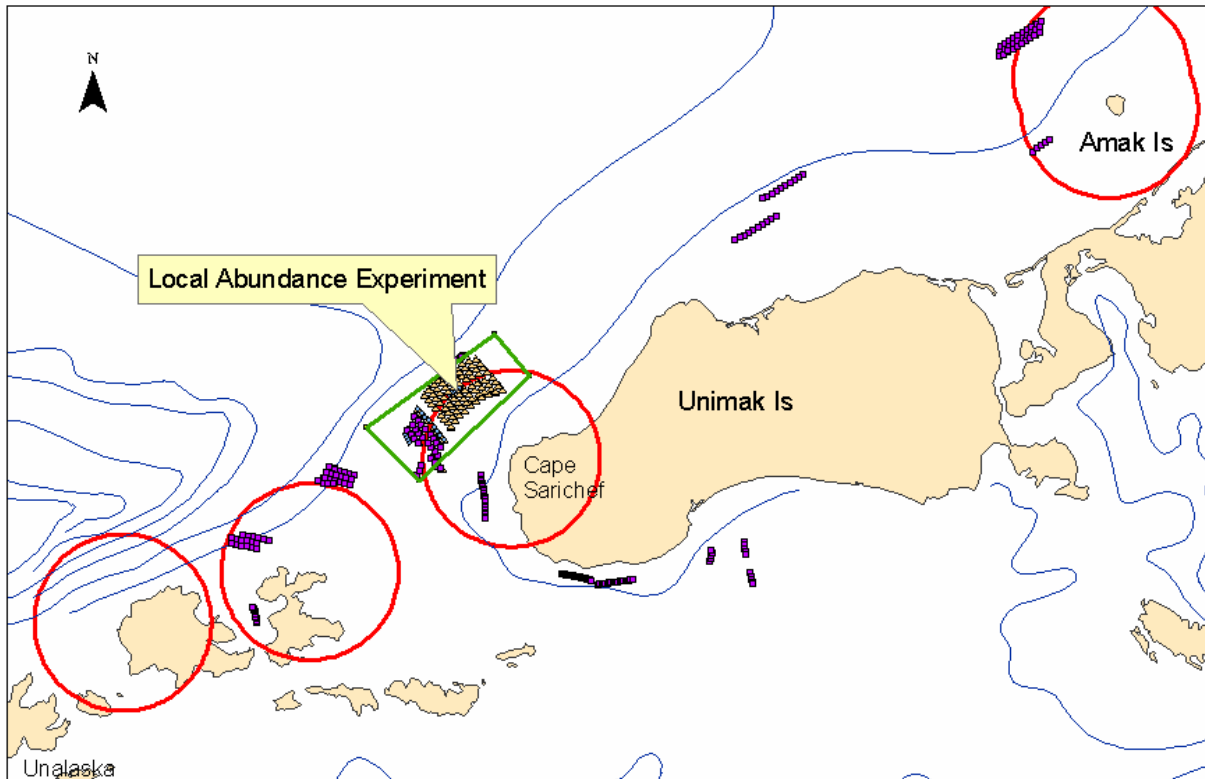 N
Amak Is
Local Abundance Experiment
Unimak Is
Cape
Sarichef
Unalaska